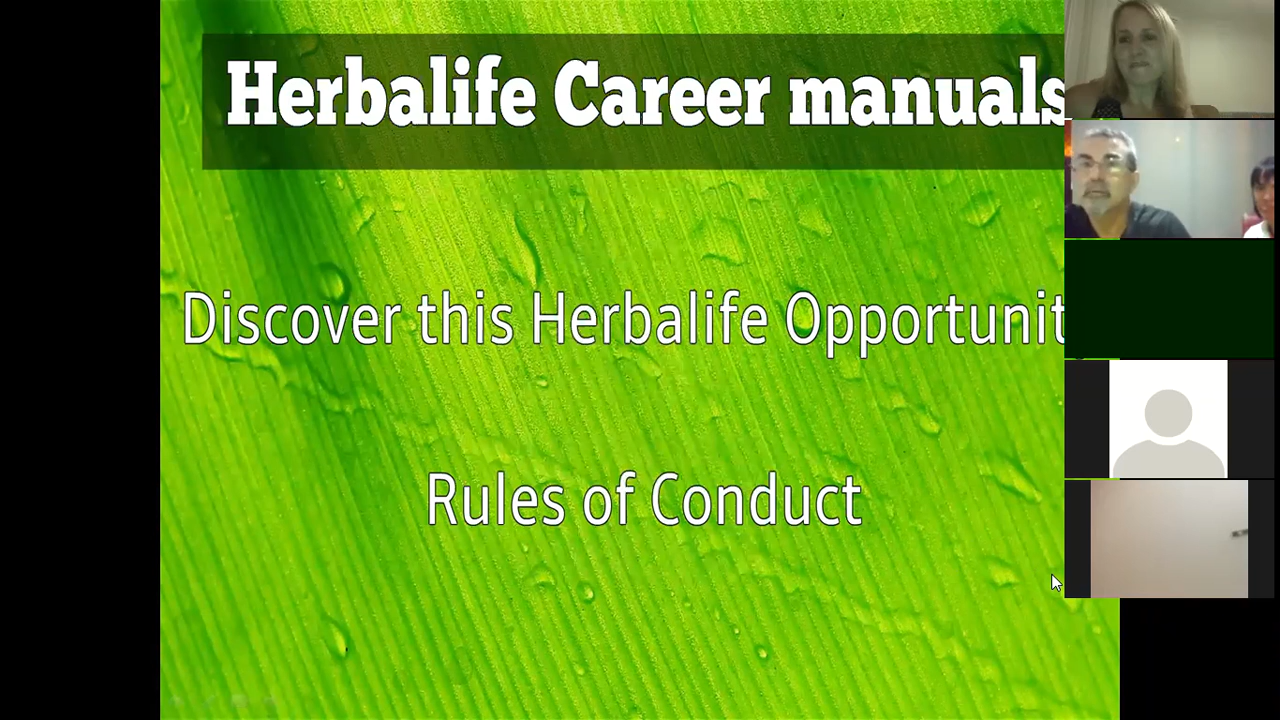 Herbalife Career manuals
Discover this Herbalife Opportunit
Rules of Conduct